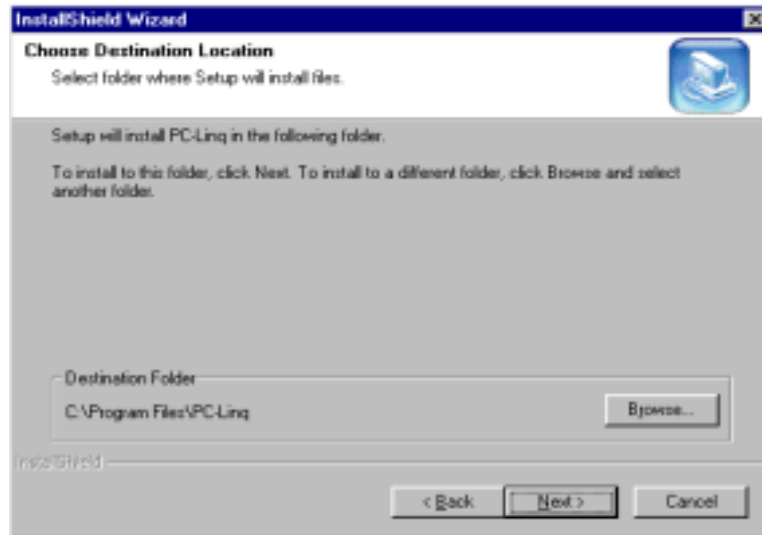 InstallShield Wizard
Choose Destination Location
Select folder where Setup will install files.
Setup will install PC-Linq in the following folder.
To install to this folder, click Next. To install to a different folder, click Browse and select
another folder.
Destination Folder
C:\Program Files\PC-Linq
Browse...
InstallShield
< Back
Next >
Cancel